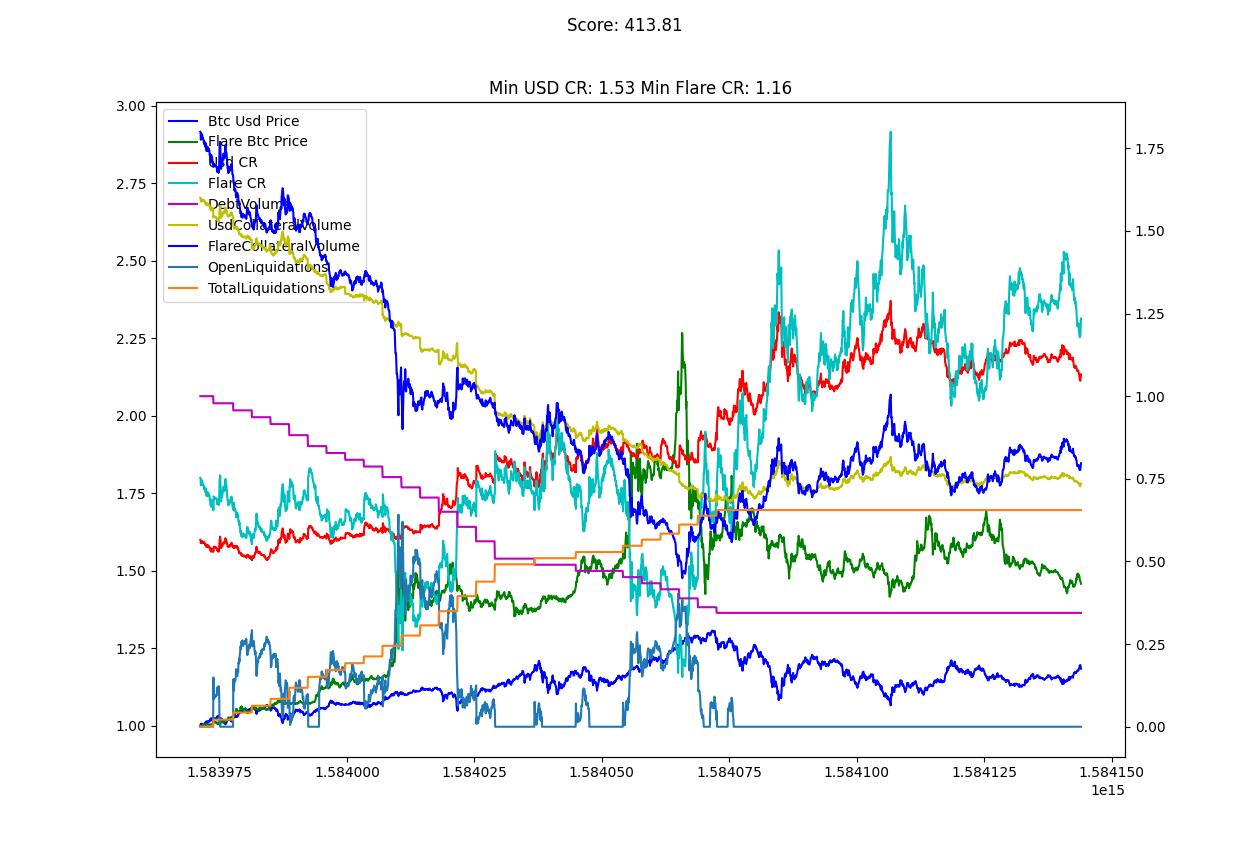 Score: 413.81
Min USD CR: 1.53 Min Flare CR: 1.16
3.00
2.75
2.50
2.25
2.00
1.75
1.50
1.25
1.00
Btc Usd Price
Flare Btc Price
Usd CR
Flare CR
DebtVolume
UsdCollateralVolume
FlareCollateralVolume
OpenLiquidations
TotalLiquidations
1.75
1.50
1.25
1.00
0.75
0.50
0.25
0.00
1.583975 1.584000 1.584025 1.584050 1.584075 1.584100 1.584125 1.584150
1e15